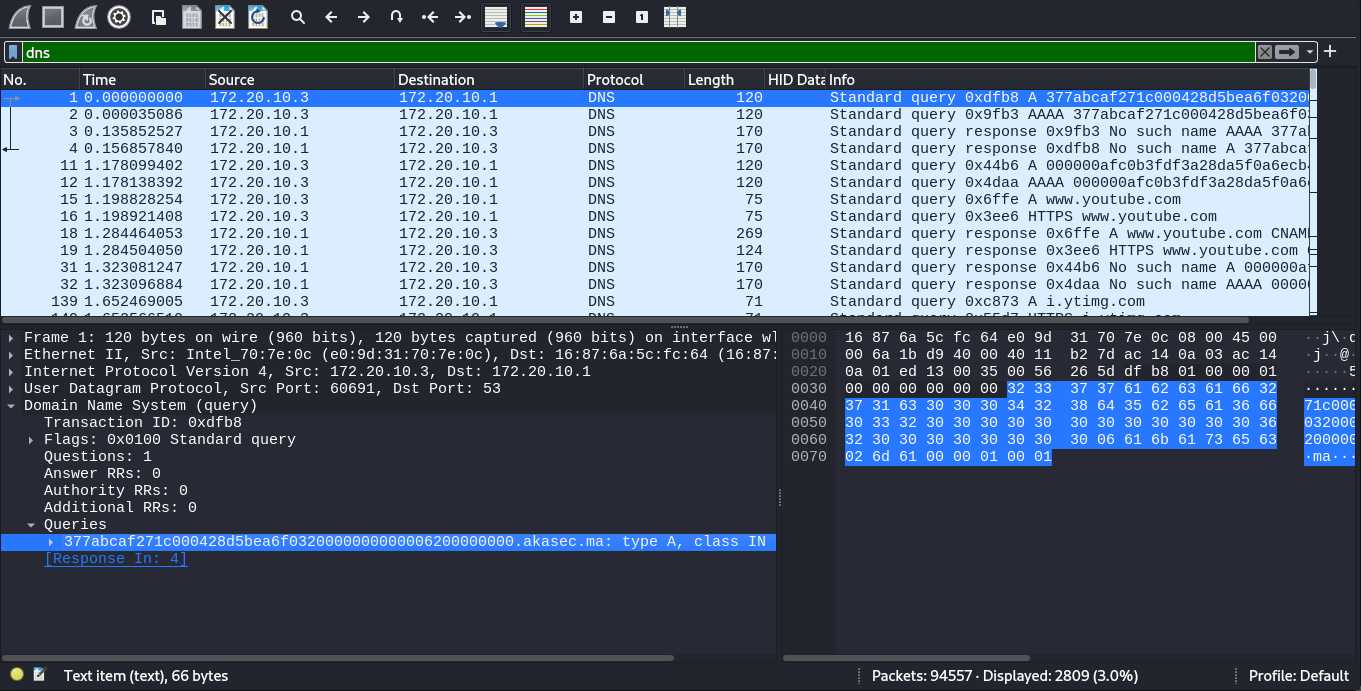 dns
No. Time Source Destination Protocol Length HID Data Info
1 0.000000000 172.20.10.3 172.20.10.1 DNS 120 Standard query 0xdfb8 A 377abcaf271c000428d5bea6f0320
2 0.000035086 172.20.10.3 172.20.10.1 DNS 120 Standard query 0x9fb3 AAAA 377abcaf271c000428d5bea6f0
3 0.135852527 172.20.10.1 172.20.10.3 DNS 170 Standard query response 0x9fb3 No such name AAAA 377a
4 0.156857840 172.20.10.1 172.20.10.3 DNS 170 Standard query response 0xdfb8 No such name A 377abca
11 1.178099402 172.20.10.3 172.20.10.1 DNS 120 Standard query 0x44b6 A 000000afc0b3fdf3a28da5f0a6ecb
12 1.178138392 172.20.10.3 172.20.10.1 DNS 120 Standard query 0x4daa AAAA 000000afc0b3fdf3a28da5f0a6
15 1.198828254 172.20.10.3 172.20.10.1 DNS 75 Standard query 0x6ffe A www.youtube.com
16 1.198921408 172.20.10.3 172.20.10.1 DNS 75 Standard query 0x3ee6 HTTPS www.youtube.com
18 1.284464053 172.20.10.1 172.20.10.3 DNS 269 Standard query response 0x6ffe A www.youtube.com CNAM
19 1.284504050 172.20.10.1 172.20.10.3 DNS 124 Standard query response 0x3ee6 HTTPS www.youtube.com
31 1.323081247 172.20.10.1 172.20.10.3 DNS 170 Standard query response 0x44b6 No such name A 000000a
32 1.323096884 172.20.10.1 172.20.10.3 DNS 170 Standard query response 0x4daa No such name AAAA 0000
139 1.652469005 172.20.10.3 172.20.10.1 DNS 71 Standard query 0xc873 A i.ytimg.com
Frame 1: 120 bytes on wire (960 bits), 120 bytes captured (960 bits) on interface wl
Ethernet II, Src: Intel_70:7e:0c (e0:9d:31:70:7e:0c), Dst: 16:87:6a:5c:fc:64 (16:87:
Internet Protocol Version 4, Src: 172.20.10.3, Dst: 172.20.10.1
User Datagram Protocol, Src Port: 60691, Dst Port: 53
Domain Name System (query)
Transaction ID: 0xdfb8
Flags: 0x0100 Standard query
Questions: 1
Answer RRs: 0
Authority RRs: 0
Additional RRs: 0
Queries
377abcaf271c000428d5bea6f03200000000000006200000000.akasec.ma: type A, class IN
[Response In: 4]
0000 16 87 6a 5c fc 64 e0 9d 31 70 7e 0c 08 00 45 00 ··j\·d
0010 00 6a 1b d9 40 00 40 11 b2 7d ac 14 0a 03 ac 14 ·j··@·
0020 0a 01 ed 13 00 35 00 56 26 5d df b8 01 00 00 01 ·····5
0030 00 00 00 00 00 00 32 33 37 37 61 62 63 61 66 32 ······
0040 37 31 63 30 30 30 34 32 38 64 35 62 65 61 36 66 71c000
0050 30 33 32 30 30 30 30 30 30 30 30 30 30 30 30 36 032000
0060 32 30 30 30 30 30 30 30 30 06 61 6b 61 73 65 63 200000
0070 02 6d 61 00 00 01 00 01 ·ma···
Text item (text), 66 bytes
Packets: 94557 · Displayed: 2809 (3.0%)
Profile: Default